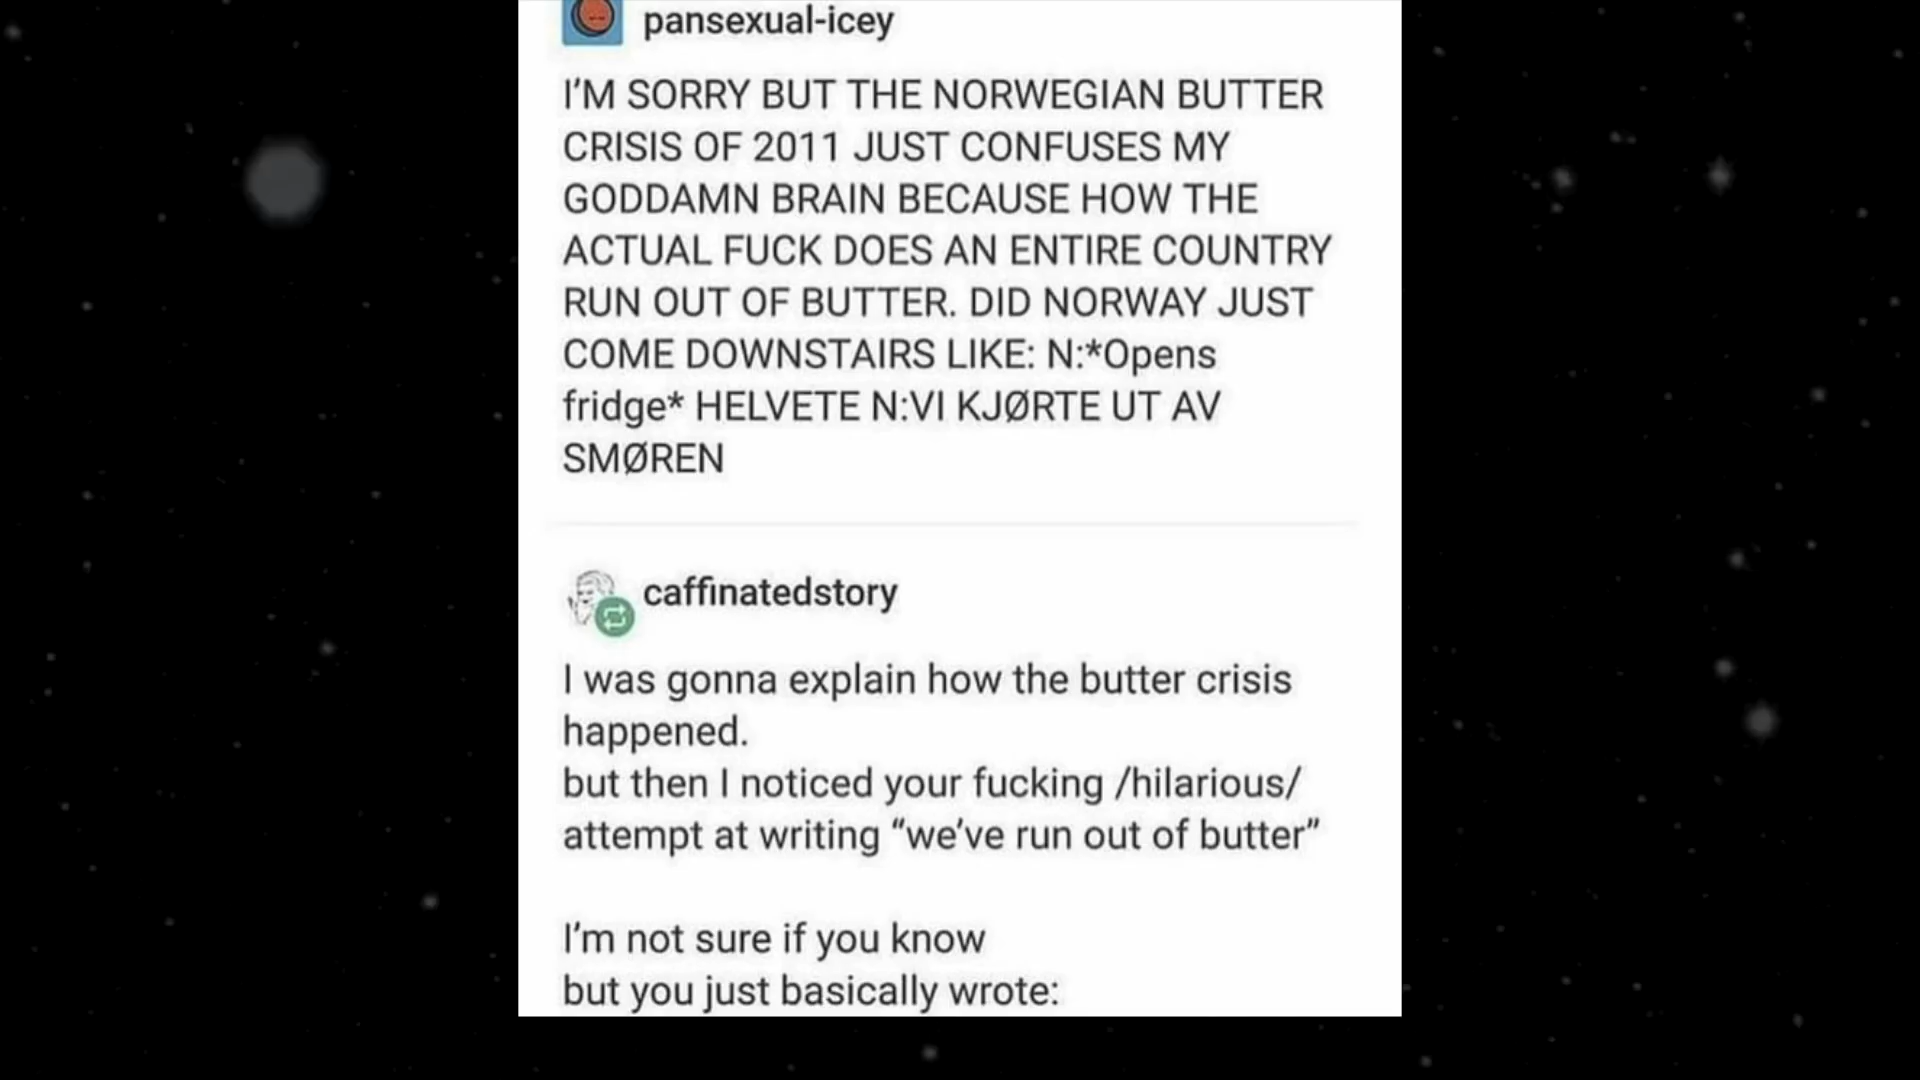 pansexual-icey
I'M SORRY BUT THE NORWEGIAN BUTTER
CRISIS OF 2011 JUST CONFUSES MY
GODDAMN BRAIN BECAUSE HOW THE
ACTUAL FUCK DOES AN ENTIRE COUNTRY
RUN OUT OF BUTTER. DID NORWAY JUST
COME DOWNSTAIRS LIKE: N:*Opens
fridge* HELVETE N:VI KJØRTE UT AV
SMØREN
caffinatedstory
I was gonna explain how the butter crisis
happened.
but then I noticed your fucking /hilarious/
attempt at writing “we've run out of butter”
I'm not sure if you know
but you just basically wrote: